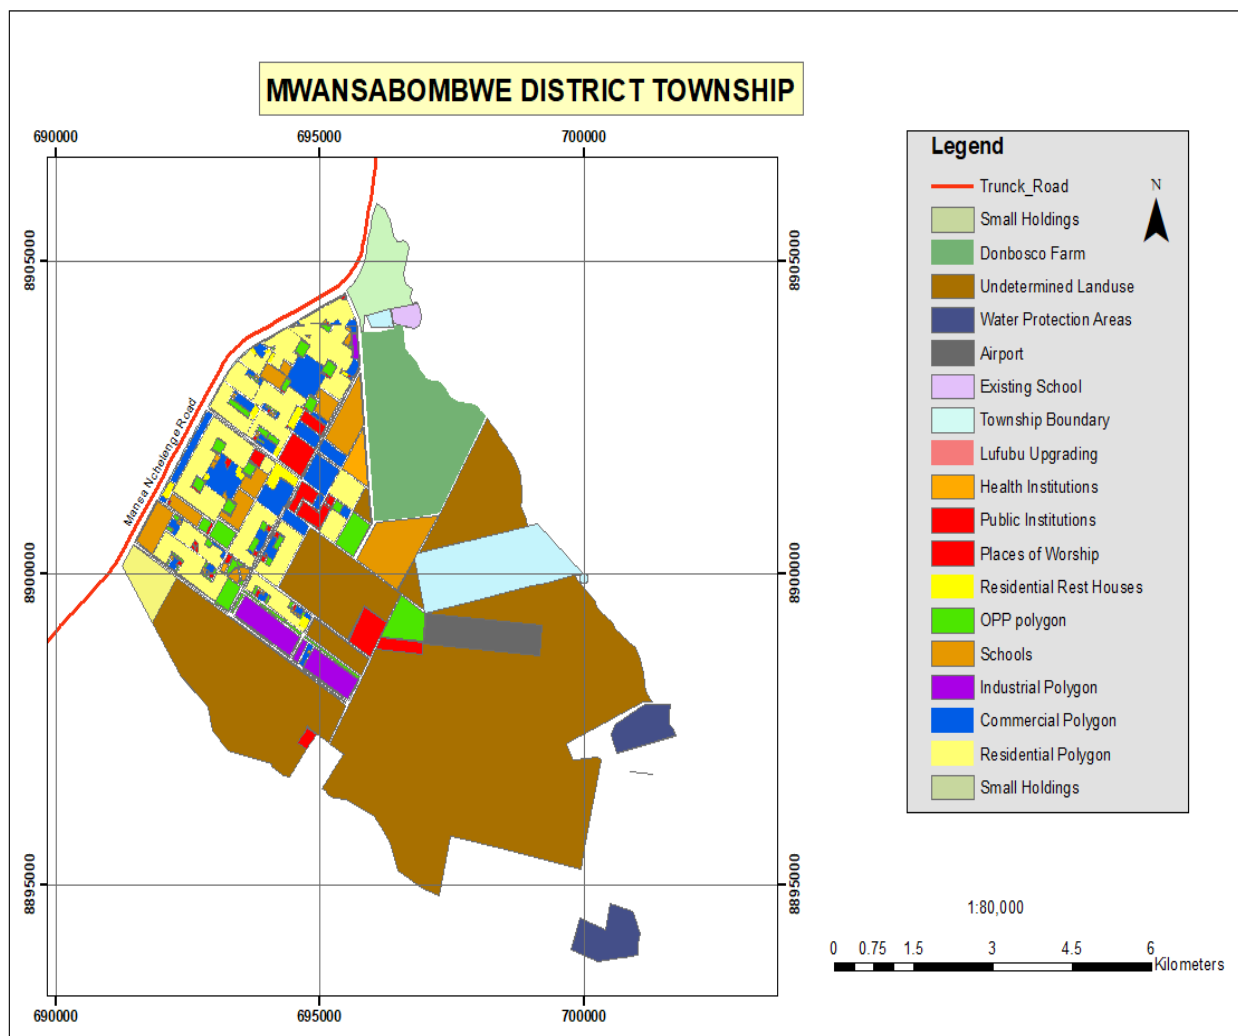 MWANSABOMBWE DISTRICT TOWNSHIP
690000
695000
700000
8905000
8905000
8900000
8900000
8895000
8895000
690000
695000
700000
Mansa Nchelenge Road
Legend
N
Trunck_Road
Small Holdings
Donbosco Farm
Undetermined Landuse
Water Protection Areas
Airport
Existing School
Township Boundary
Lufubu Upgrading
Health Institutions
Public Institutions
Places of Worship
Residential Rest Houses
OPP polygon
Schools
Industrial Polygon
Commercial Polygon
Residential Polygon
Small Holdings
1:80,000
0 0.75 1.5 3 4.5 6
Kilometers